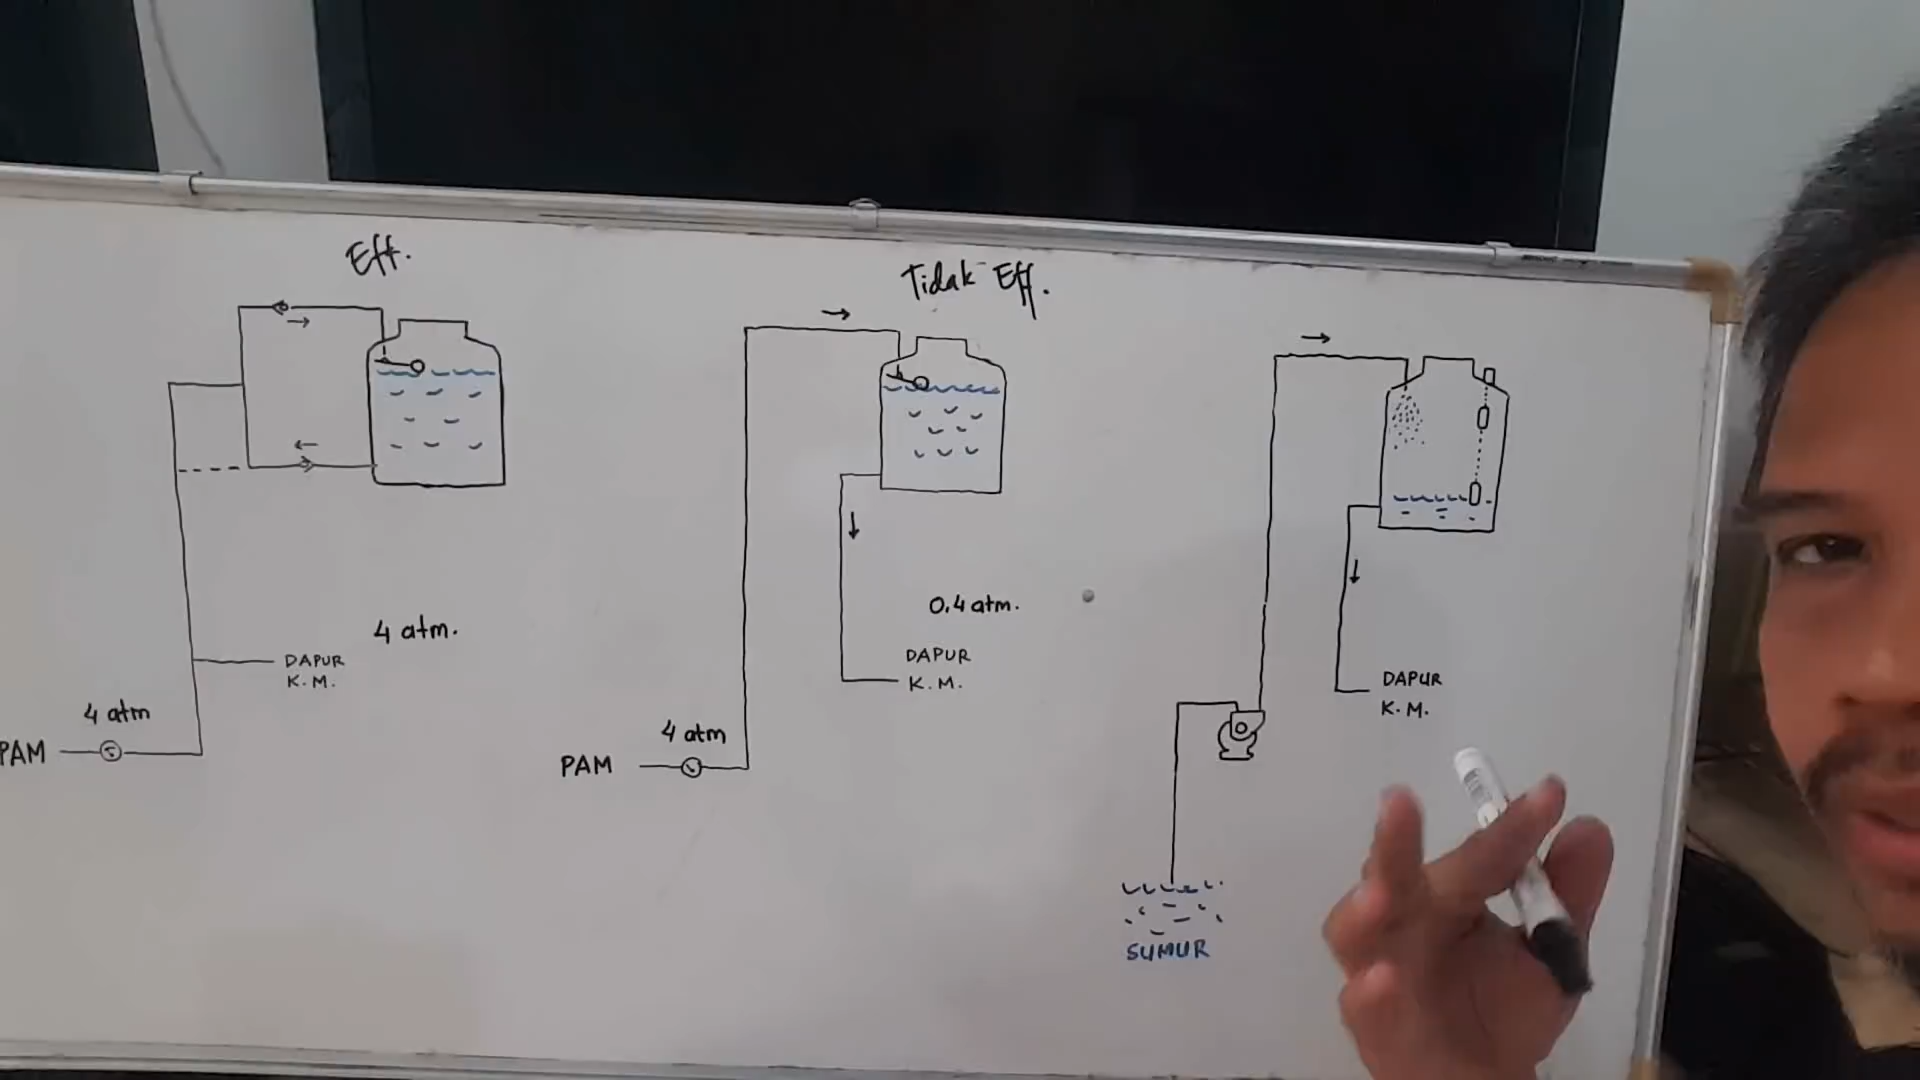 Eff.
4 atm.
DAPUR
K.M.
4 atm
PAM
Tidak Eff.
0.4 atm.
DAPUR
K.M.
4 atm
PAM
DAPUR
K.M.
SUMUR